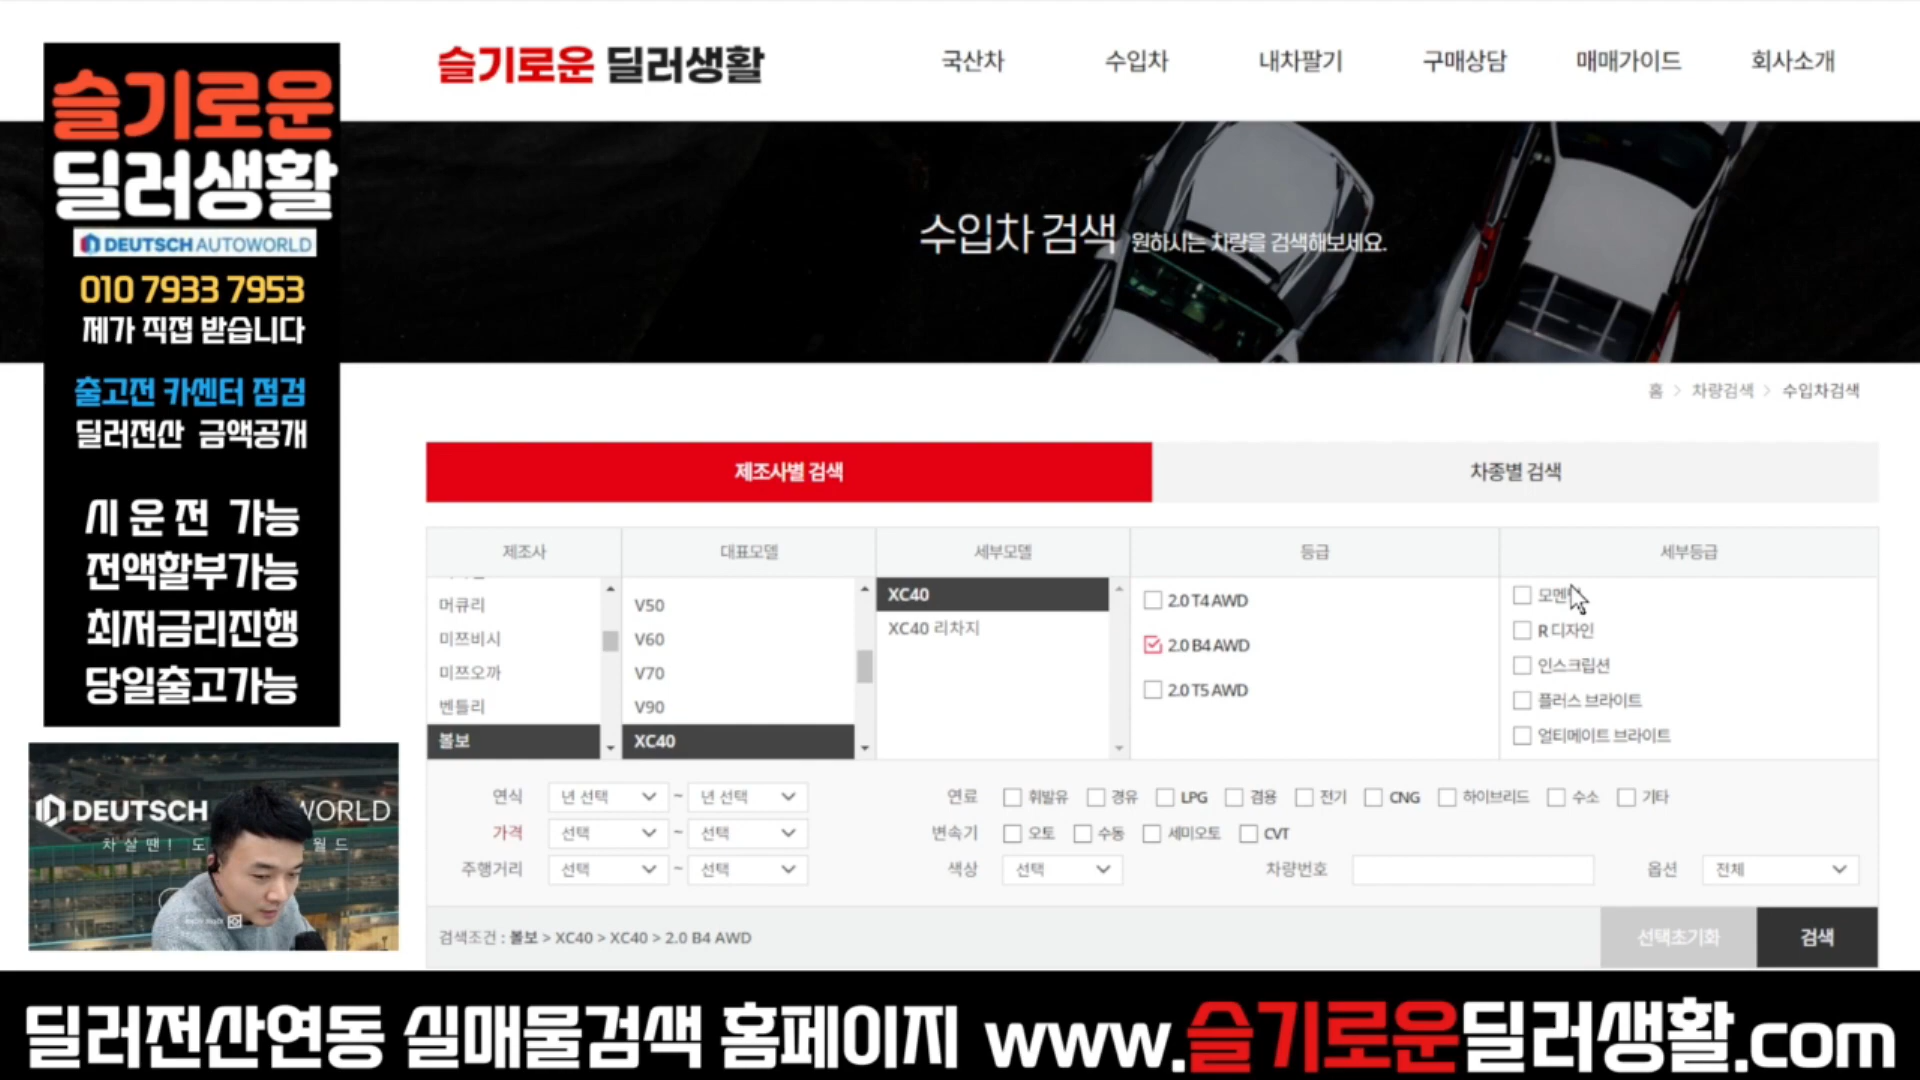 슬기로운 딜러생활
국산차
수입차
내차팔기
구매상담
매매가이드
회사소개
슬기로운
딜러생활
DEUTSCH AUTOWORLD
010 7933 7953
제가 직접 받습니다
출고전 카센터 점검
딜러전산 금액공개
시운전 가능
전액할부가능
최저금리진행
당일출고가능
수입차 검색 원하시는 차량을 검색해보세요.
홈 > 차량검색 > 수입차검색
제조사별 검색
차종별 검색
제조사
대표모델
세부모델
등급
세부등급
머큐리
미쯔비시
미쯔오까
벤틀리
볼보
V50
V60
V70
V90
XC40
XC40
XC40 리차지
2.0 T4 AWD
2.0 B4 AWD
2.0 T5 AWD
R 디자인
인스크립션
플러스 브라이트
얼티메이트 브라이트
연식 년 선택 ~ 년 선택
가격 선택 ~ 선택
주행거리 선택 ~ 선택
연료 휘발유 경유 LPG 겸용 전기 CNG 하이브리드 수소 기타
변속기 오토 수동 세미오토 CVT
색상 선택 차량번호 옵션 전체
검색조건 : 볼보 > XC40 > XC40 > 2.0 B4 AWD
선택초기화
검색
DEUTSCH WORLD
차 살 땐 ! 도 월 드
딜러전산연동 실매물검색 홈페이지 www.슬기로운딜러생활.com